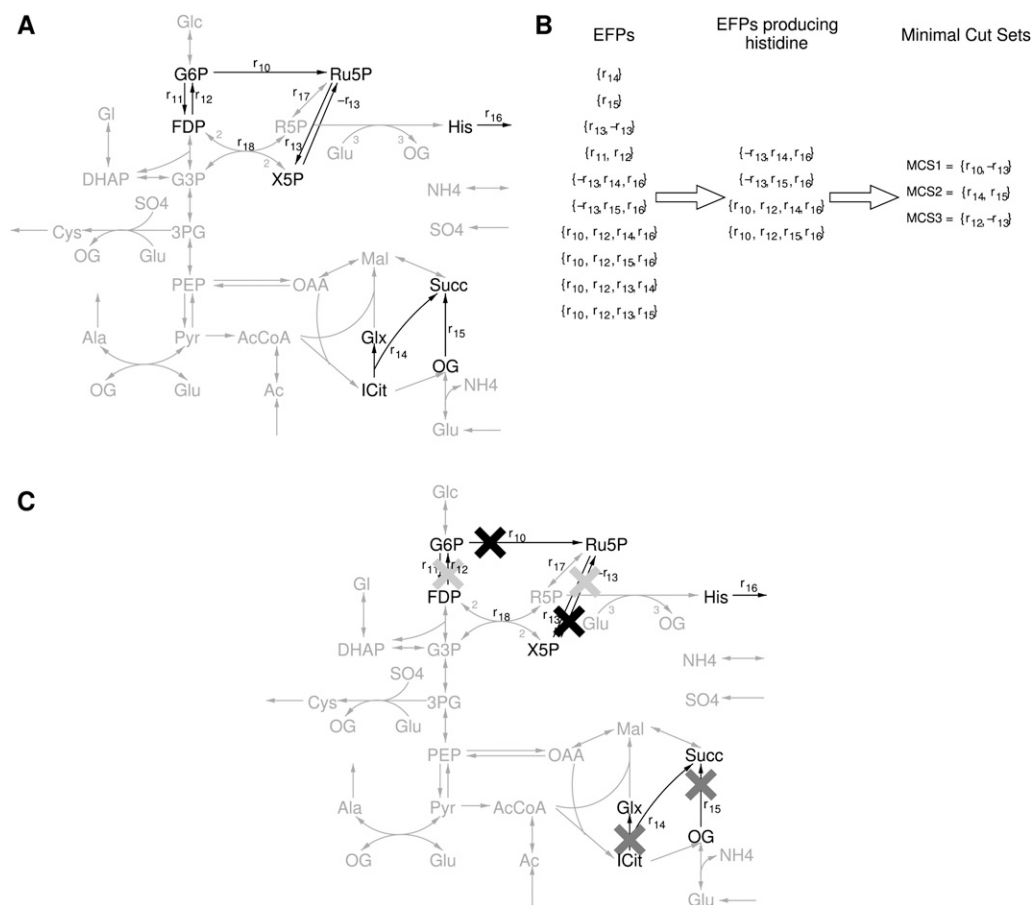 A
Glc
G6P r10 Ru5P
r11 r12 r17 −r13
FDP 2 R5P r16
Gl r18 r13 His
2 Glu 3 3 OG
DHAP G3P X5P
SO4 NH4
Cys 3PG SO4
OG Glu
Mal
PEP OAA Succ
Ala Pyr AcCoA Glx r14 r15
OG
OG Glu Ac ICit NH4
Glu
B
EFPs
EFPs producing
histidine
Minimal Cut Sets
{r14}
{r15}
{r13,−r13}
{r11, r12}
{−r13,r14, r16}
{−r13,r15, r16}
{r10, r12,r14, r16}
{r10, r12,r15, r16}
{r10, r12,r13,r14}
{r10, r12,r13,r15}
{−r13,r14, r16}
{−r13,r15, r16}
{r10, r12,r14, r16}
{r10, r12,r15, r16}
MCS1 = {r10,−r13}
MCS2 = {r14, r15}
MCS3 = {r12,−r13}
C
Glc
G6P r10 Ru5P
r11 r12 r17 −r13
FDP 2 R5P r16
Gl r18 r13 His
2 Glu 3 3 OG
DHAP G3P X5P
SO4 NH4
Cys 3PG SO4
OG Glu
Mal
PEP OAA Succ
Ala Pyr AcCoA Glx r14 r15
OG
OG Glu Ac ICit NH4
Glu